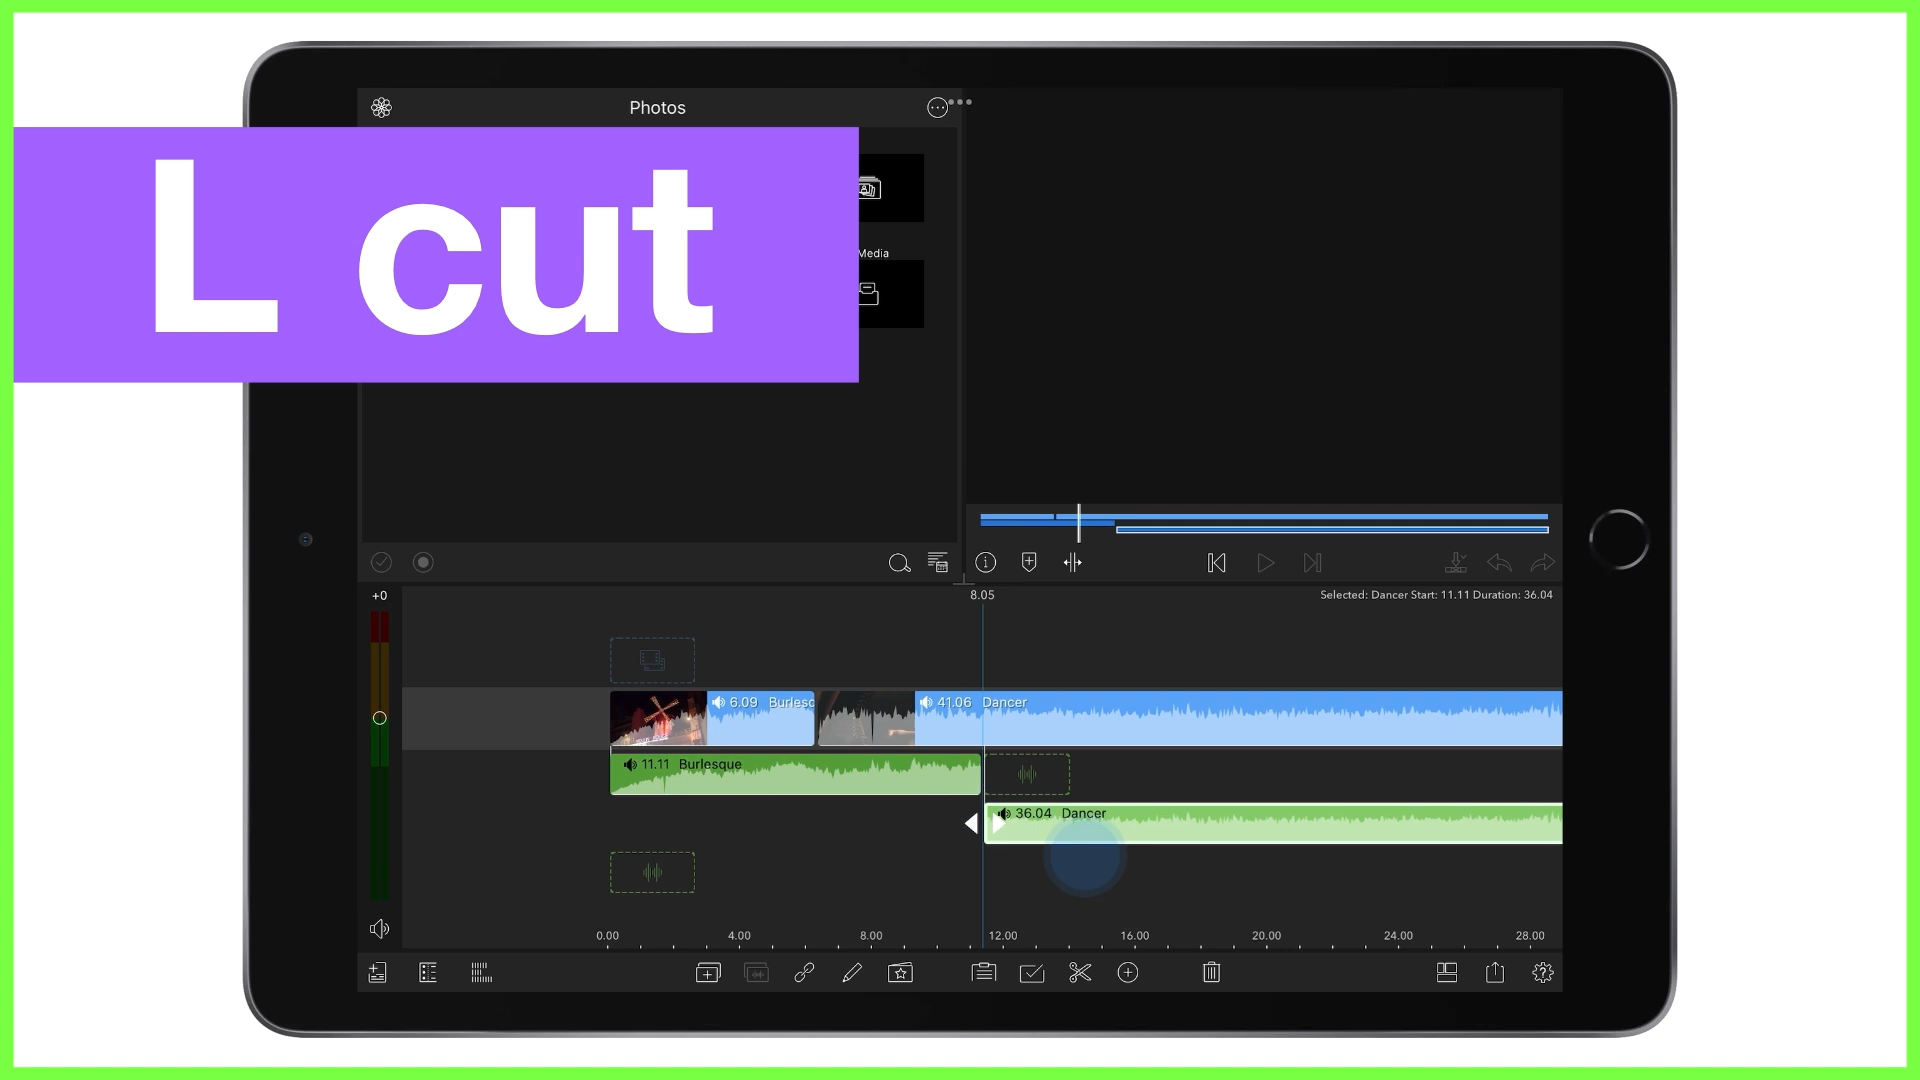 Photos
L cut
Media
+0
8.05
Selected: Dancer Start: 11.11 Duration: 36.04
6.09 Burlesc
41.06 Dancer
11.11 Burlesque
36.04 Dancer
0.00 4.00 8.00 12.00 16.00 20.00 24.00 28.00